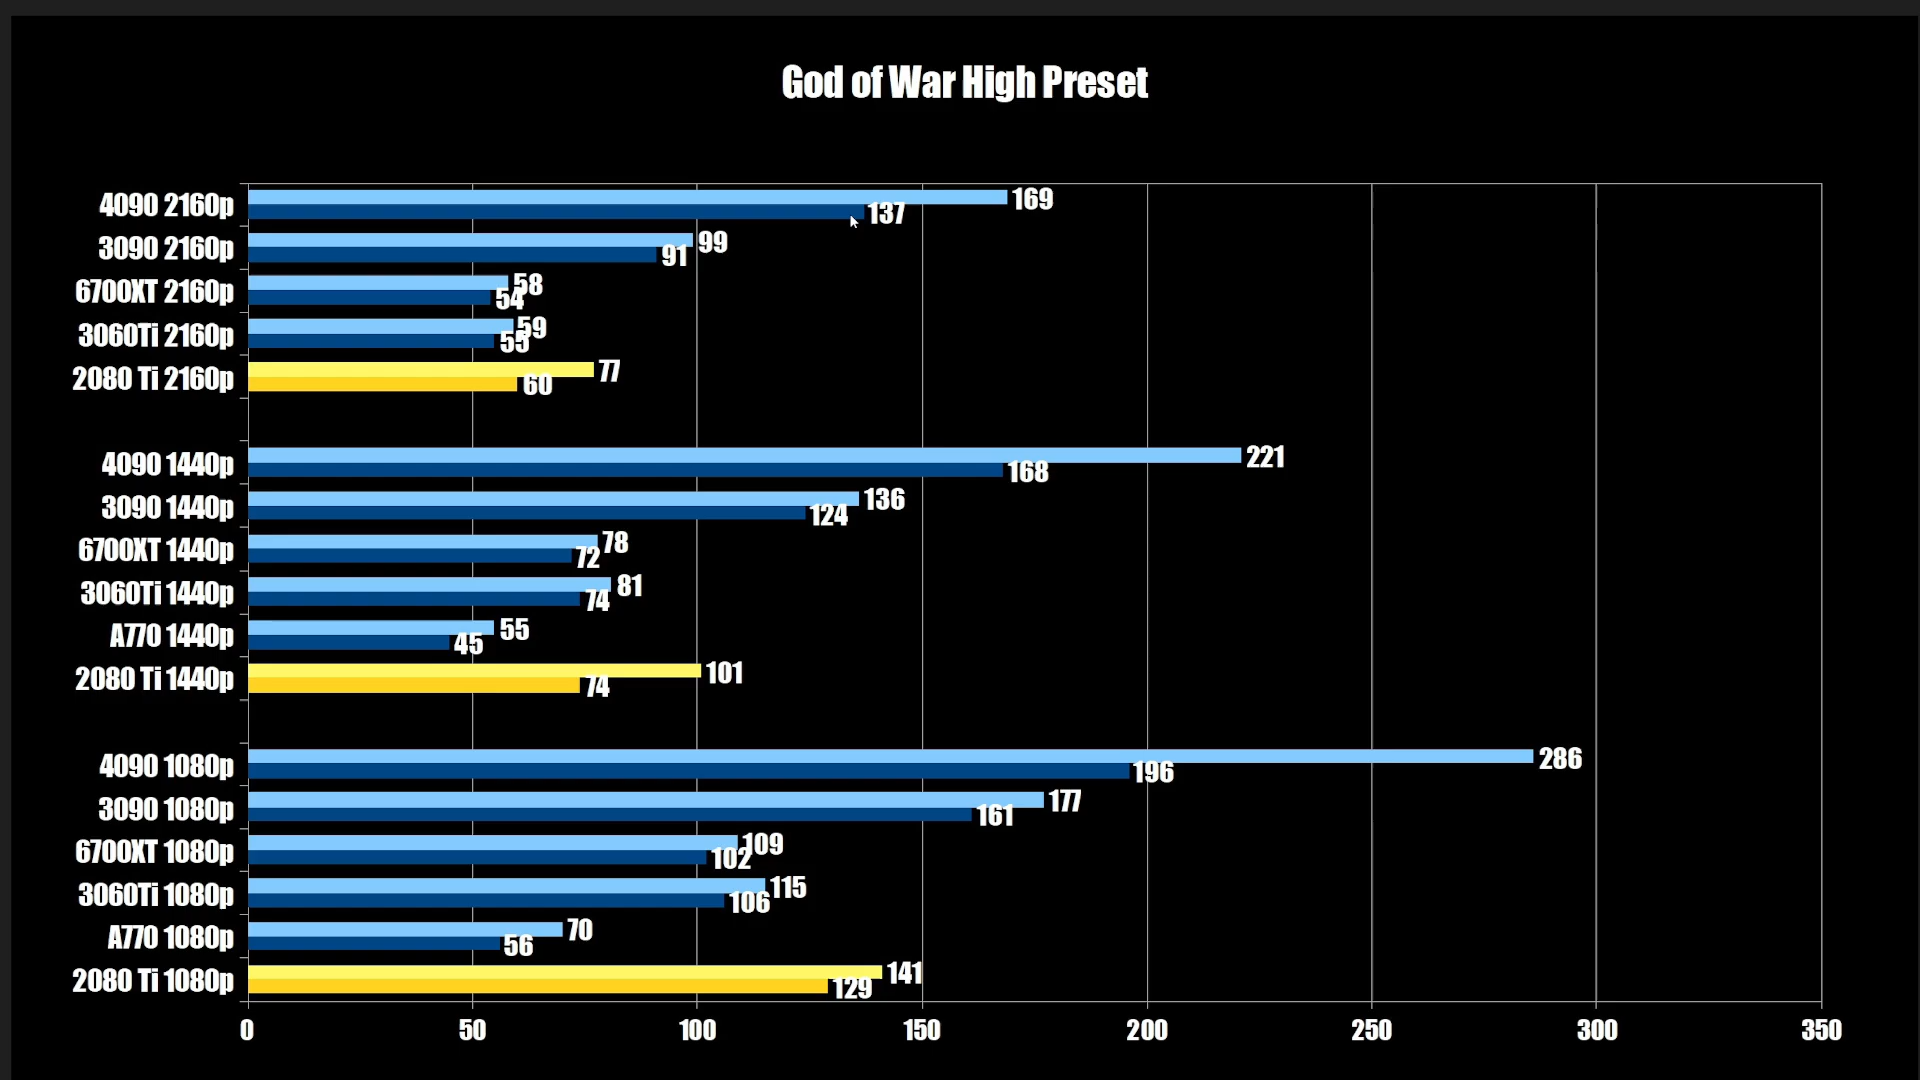 God of War High Preset
4090 2160p
169
137
3090 2160p
99
91
6700XT 2160p
58
54
3060Ti 2160p
59
55
2080 Ti 2160p
77
60
4090 1440p
221
168
3090 1440p
136
124
6700XT 1440p
78
72
3060Ti 1440p
81
74
A770 1440p
55
45
2080 Ti 1440p
101
74
4090 1080p
286
196
3090 1080p
177
161
6700XT 1080p
109
102
3060Ti 1080p
115
106
A770 1080p
70
56
2080 Ti 1080p
141
129
0 50 100 150 200 250 300 350